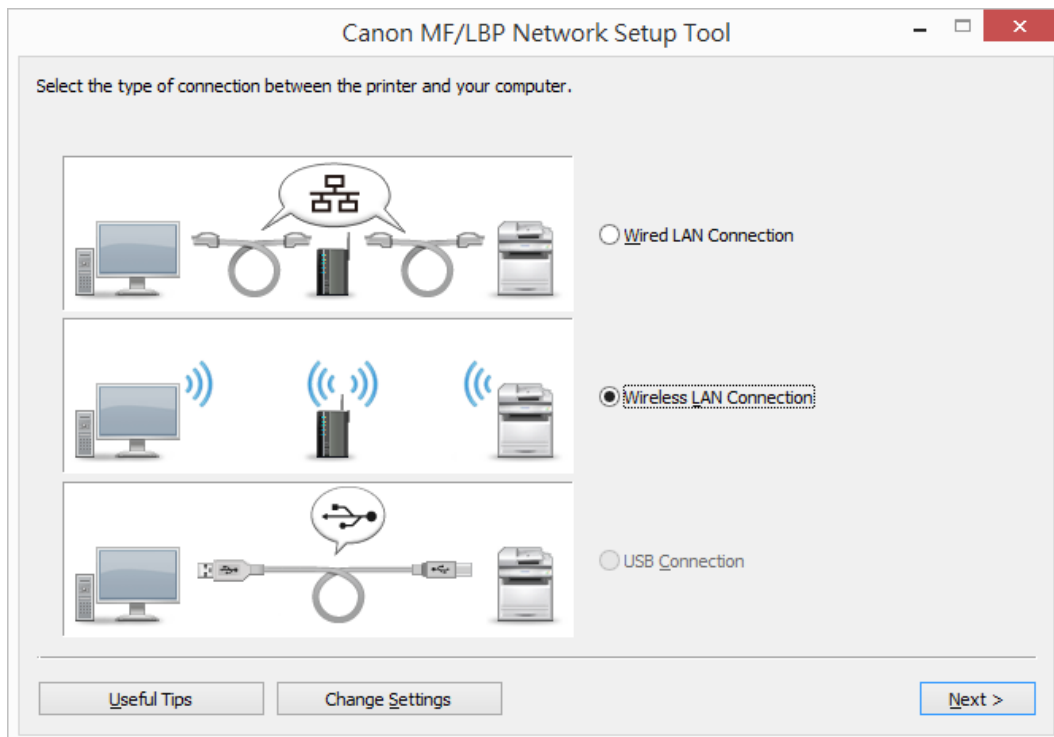 Canon MF/LBP Network Setup Tool
Select the type of connection between the printer and your computer.
Wired LAN Connection
Wireless LAN Connection
USB Connection
Useful Tips
Change Settings
Next >